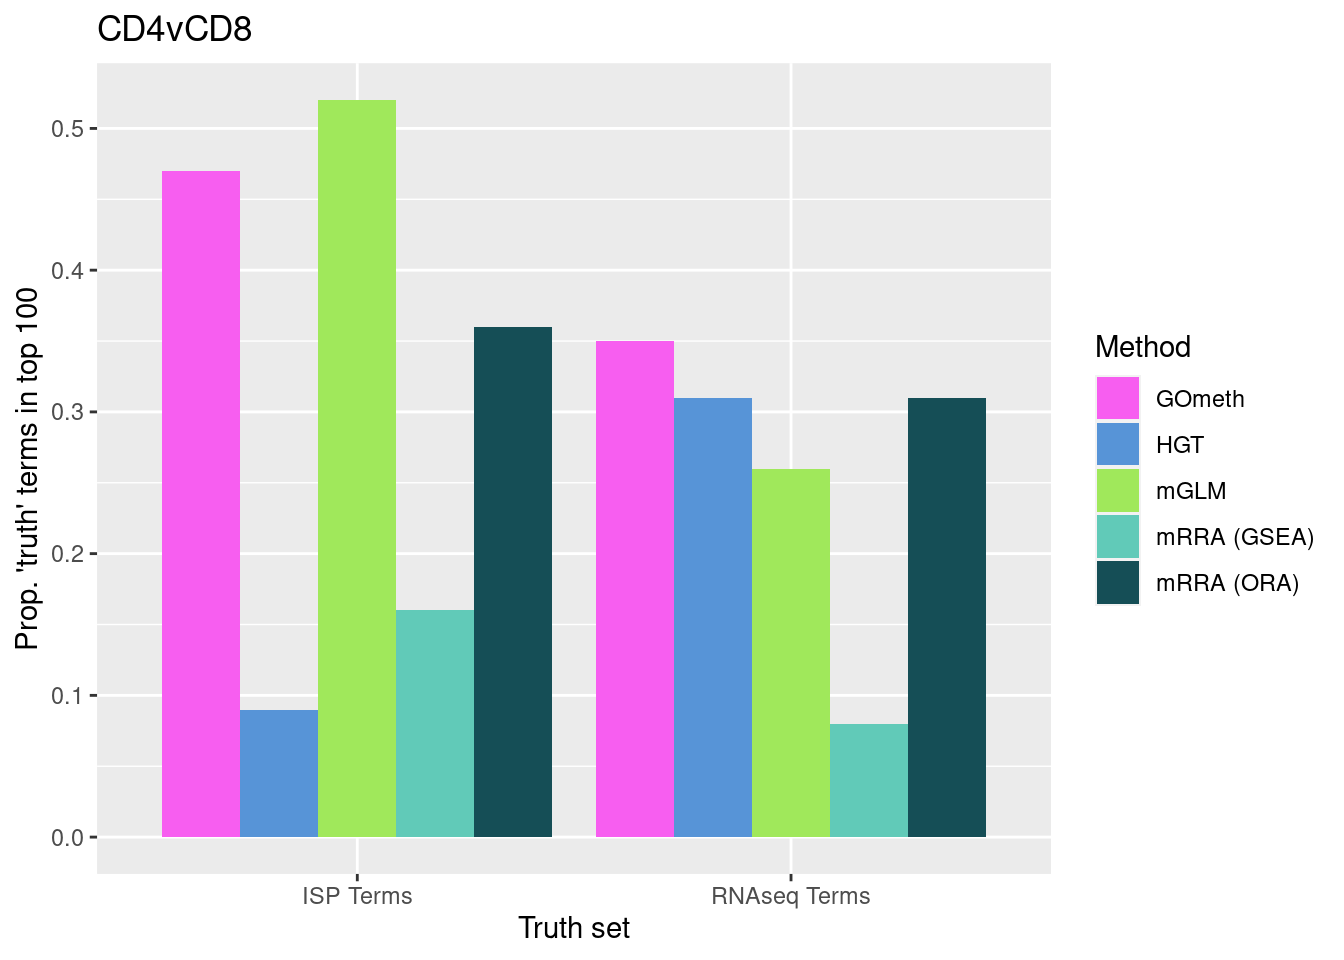 CD4vCD8
Prop. 'truth' terms in top 100
0.5
0.4
0.3
0.2
0.1
0.0
ISP Terms
RNAseq Terms
Truth set
Method
GOmeth
HGT
mGLM
mRRA (GSEA)
mRRA (ORA)